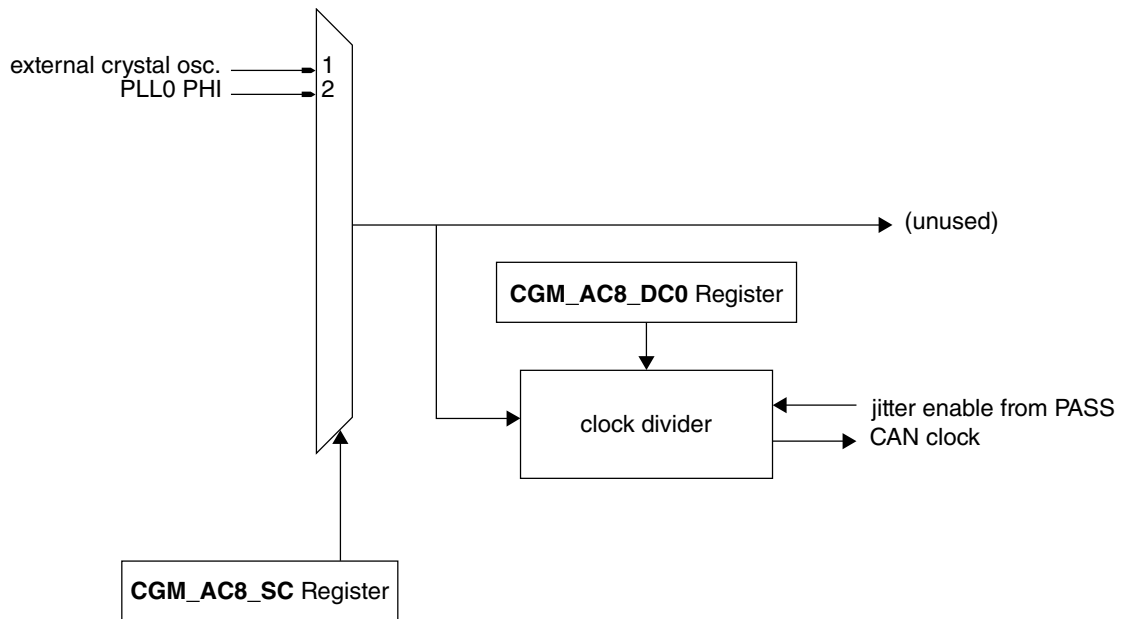 external crystal osc.
1
PLL0 PHI
2
(unused)
CGM_AC8_DC0 Register
clock divider
jitter enable from PASS
CAN clock
CGM_AC8_SC Register